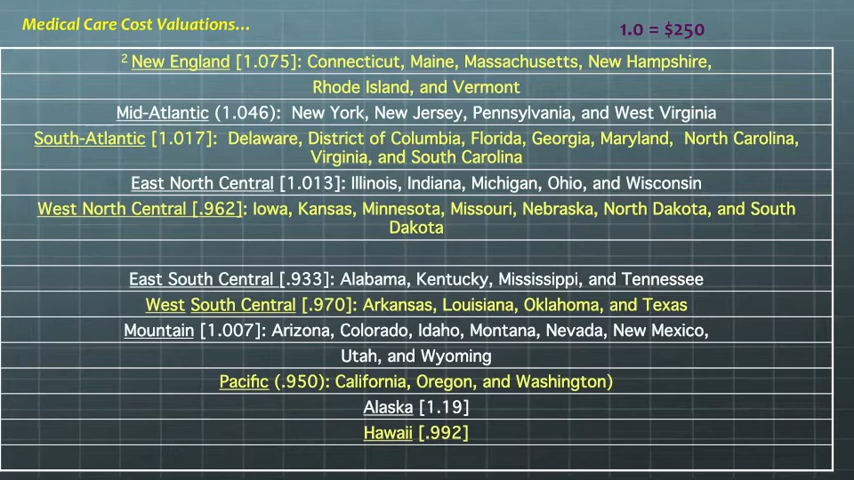 Medical Care Cost Valuations...
1.0 = $250
² New England [1.075]: Connecticut, Maine, Massachusetts, New Hampshire,
Rhode Island, and Vermont
Mid-Atlantic (1.046): New York, New Jersey, Pennsylvania, and West Virginia
South-Atlantic [1.017]: Delaware, District of Columbia, Florida, Georgia, Maryland, North Carolina,
Virginia, and South Carolina
East North Central [1.013]: Illinois, Indiana, Michigan, Ohio, and Wisconsin
West North Central [.962]: Iowa, Kansas, Minnesota, Missouri, Nebraska, North Dakota, and South
Dakota
East South Central [.933]: Alabama, Kentucky, Mississippi, and Tennessee
West South Central [.970]: Arkansas, Louisiana, Oklahoma, and Texas
Mountain [1.007]: Arizona, Colorado, Idaho, Montana, Nevada, New Mexico,
Utah, and Wyoming
Pacific (.950): California, Oregon, and Washington)
Alaska [1.19]
Hawaii [.992]